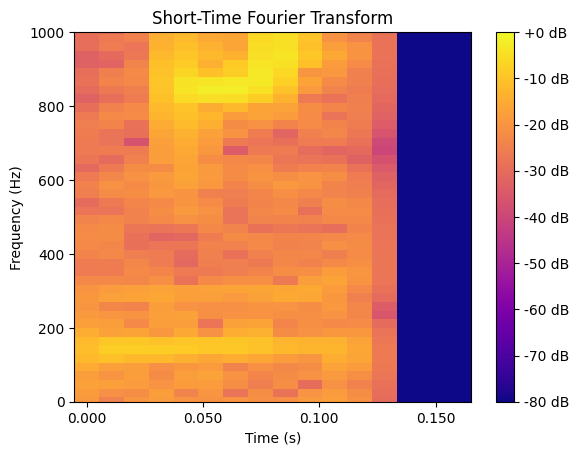 Short-Time Fourier Transform
1000
800
600
400
200
0
Frequency (Hz)
0.000
0.050
0.100
0.150
Time (s)
+0 dB
-10 dB
-20 dB
-30 dB
-40 dB
-50 dB
-60 dB
-70 dB
-80 dB